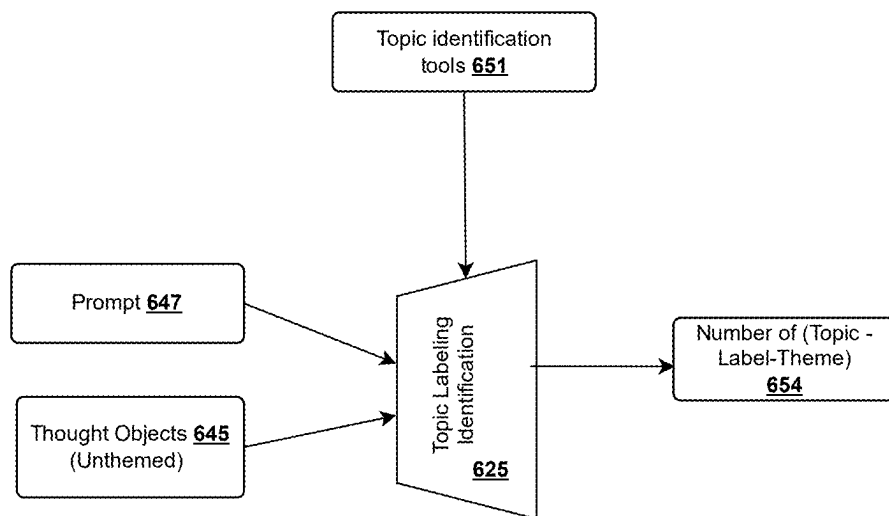 Topic identification
tools 651
Prompt 647
Thought Objects 645
(Unthemed)
Topic Labeling
Identification
625
Number of (Topic -
Label-Theme)
654